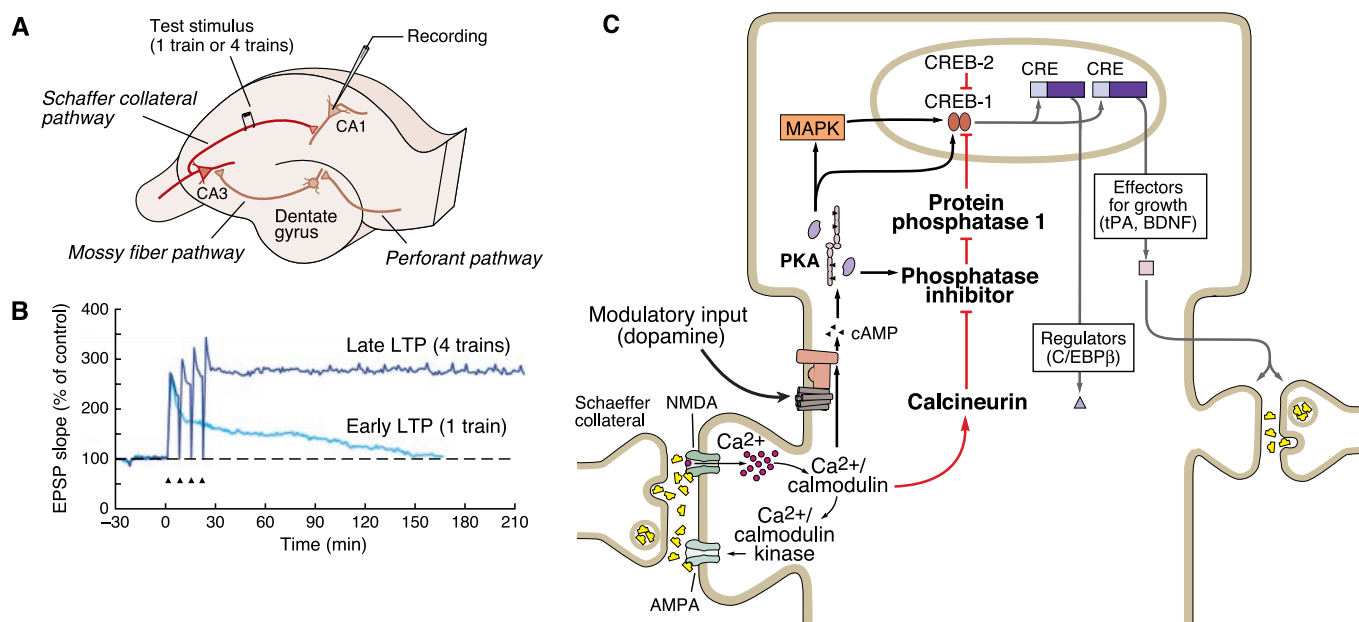 A
Test stimulus
(1 train or 4 trains)
Recording
Schaffer collateral
pathway
CA1
CA3
Dentate
gyrus
Mossy fiber pathway
Perforant pathway
B
EPSP slope (% of control)
400
300
200
150
100
50
0
Late LTP (4 trains)
Early LTP (1 train)
–30
0
30
60
90
120
150
180
210
Time (min)
C
CREB-2
CREB-1
CRE
CRE
MAPK
Effectors
for growth
(tPA, BDNF)
Protein
phosphatase 1
PKA
Phosphatase
inhibitor
Modulatory input
(dopamine)
cAMP
Regulators
(C/EBPβ)
Calcineurin
Schaeffer
collateral
NMDA
Ca2+
Ca2+/
calmodulin
Ca2+/
calmodulin
kinase
AMPA